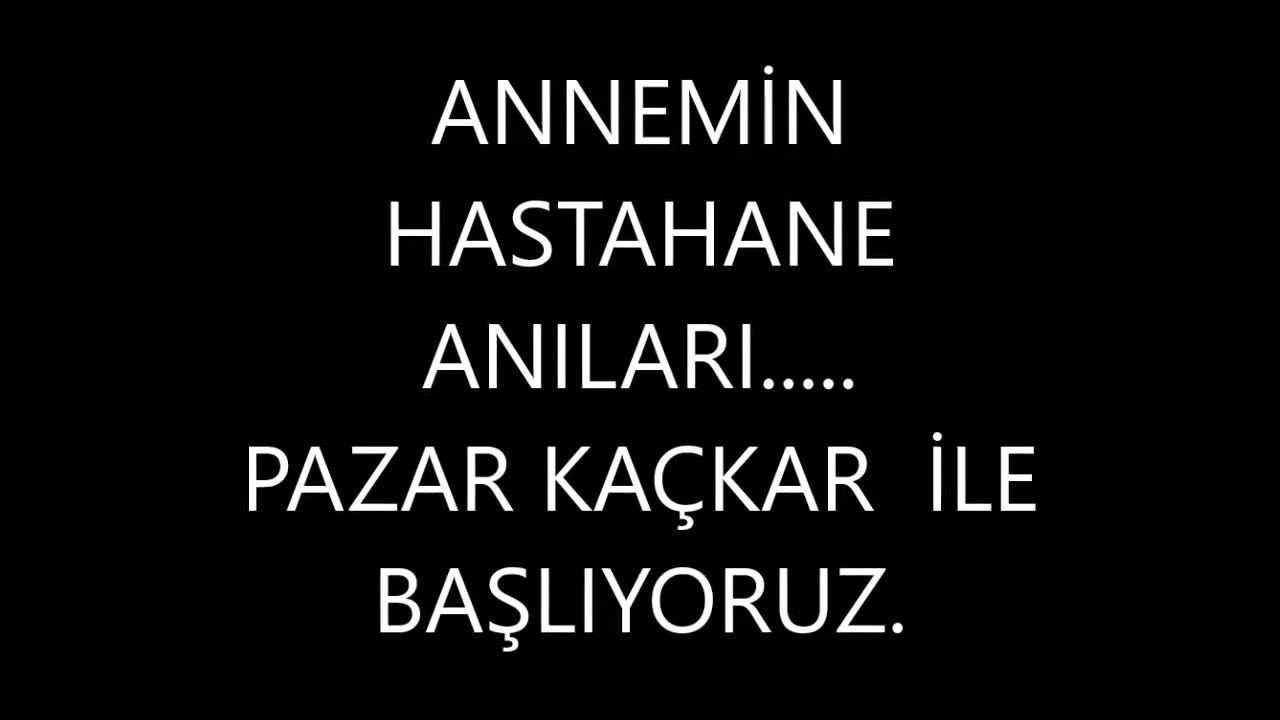 ANNEMİN
HASTAHANE
ANILARI.....
PAZAR KAÇKAR  İLE
BAŞLIYORUZ.